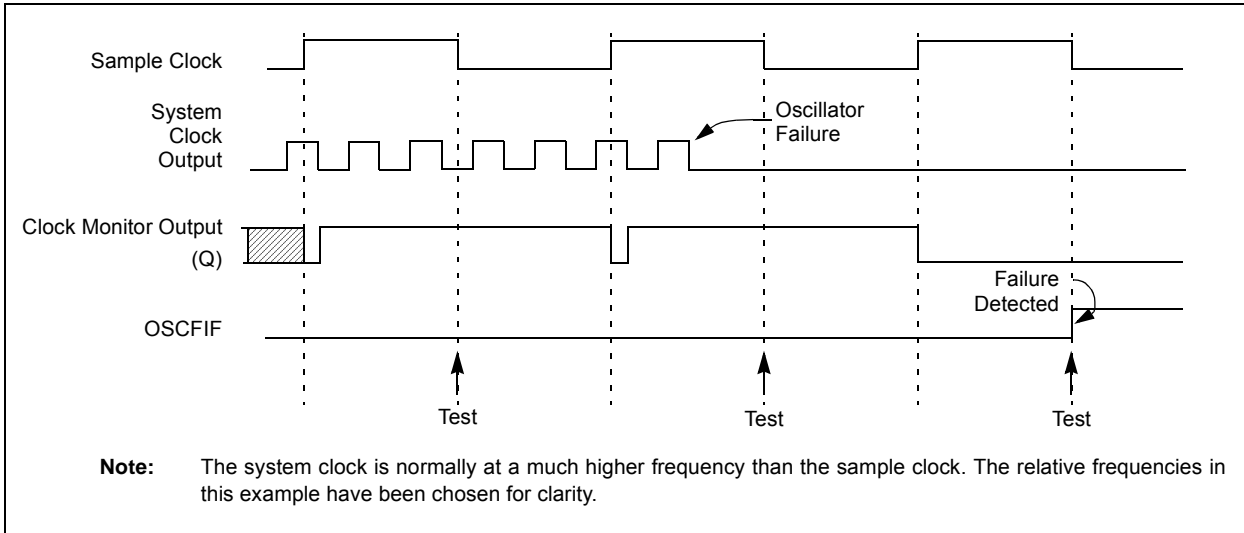 Sample Clock
System
Clock
Output
Oscillator
Failure
Clock Monitor Output
(Q)
Failure
Detected
OSCFIF
Test
Test
Test
Note: The system clock is normally at a much higher frequency than the sample clock. The relative frequencies in
this example have been chosen for clarity.